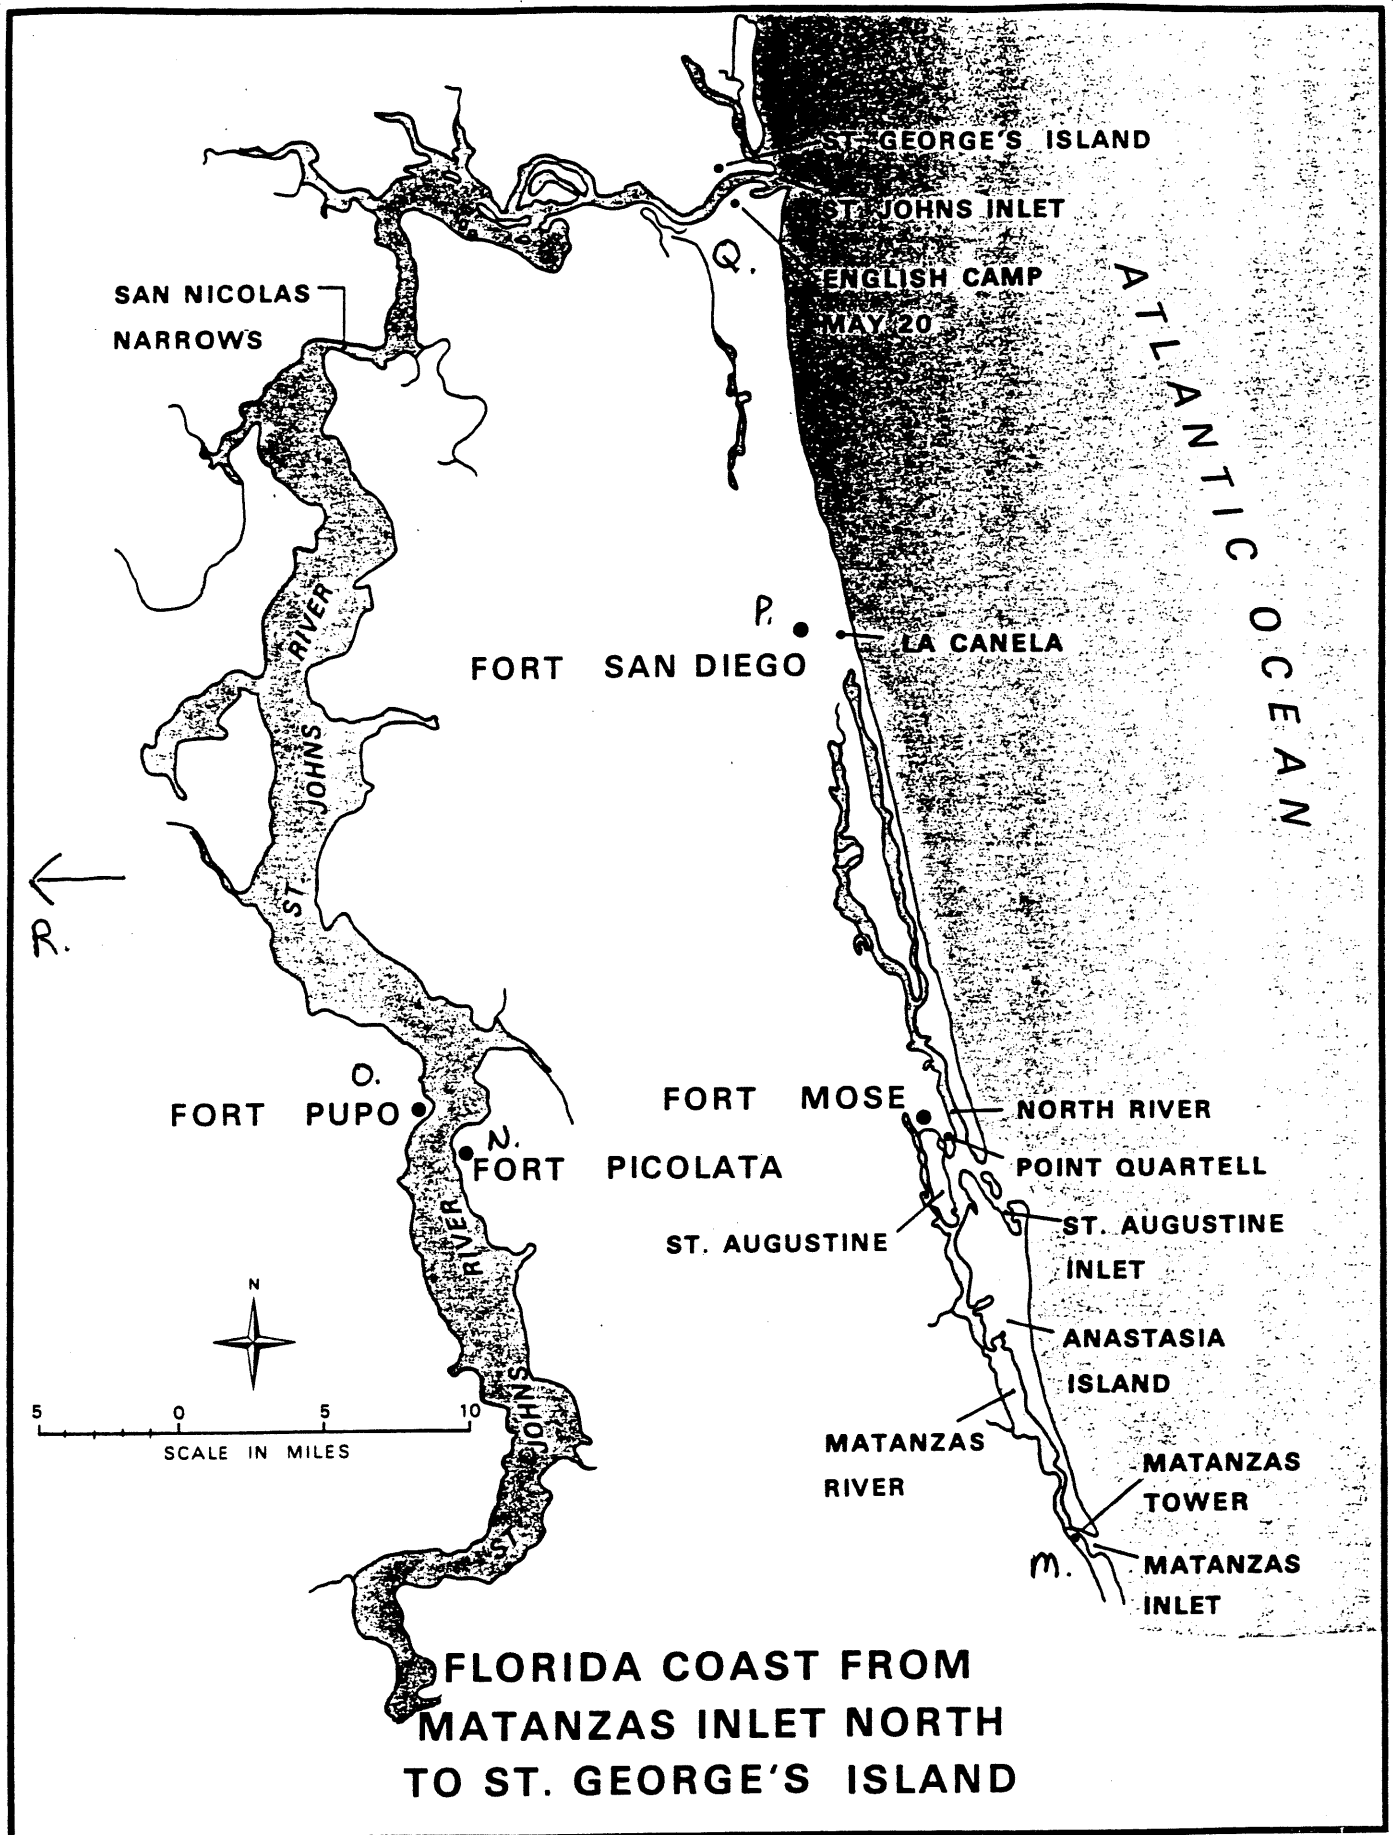 ST. GEORGE'S ISLAND
ST. JOHNS INLET
Q.
ENGLISH CAMP
MAY 20
SAN NICOLAS
NARROWS
ATLANTIC OCEAN
RIVER
P.
LA CANELA
FORT SAN DIEGO
JOHNS
ST.
R.
O.
FORT PUPO
FORT MOSE
NORTH RIVER
N.
FORT PICOLATA
POINT QUARTELL
ST. AUGUSTINE
ST. AUGUSTINE
INLET
RIVER
N
ANASTASIA
ISLAND
JOHNS
5 0 5 10
SCALE IN MILES
MATANZAS
RIVER
MATANZAS
TOWER
ST.
M.
MATANZAS
INLET
FLORIDA COAST FROM
MATANZAS INLET NORTH
TO ST. GEORGE'S ISLAND